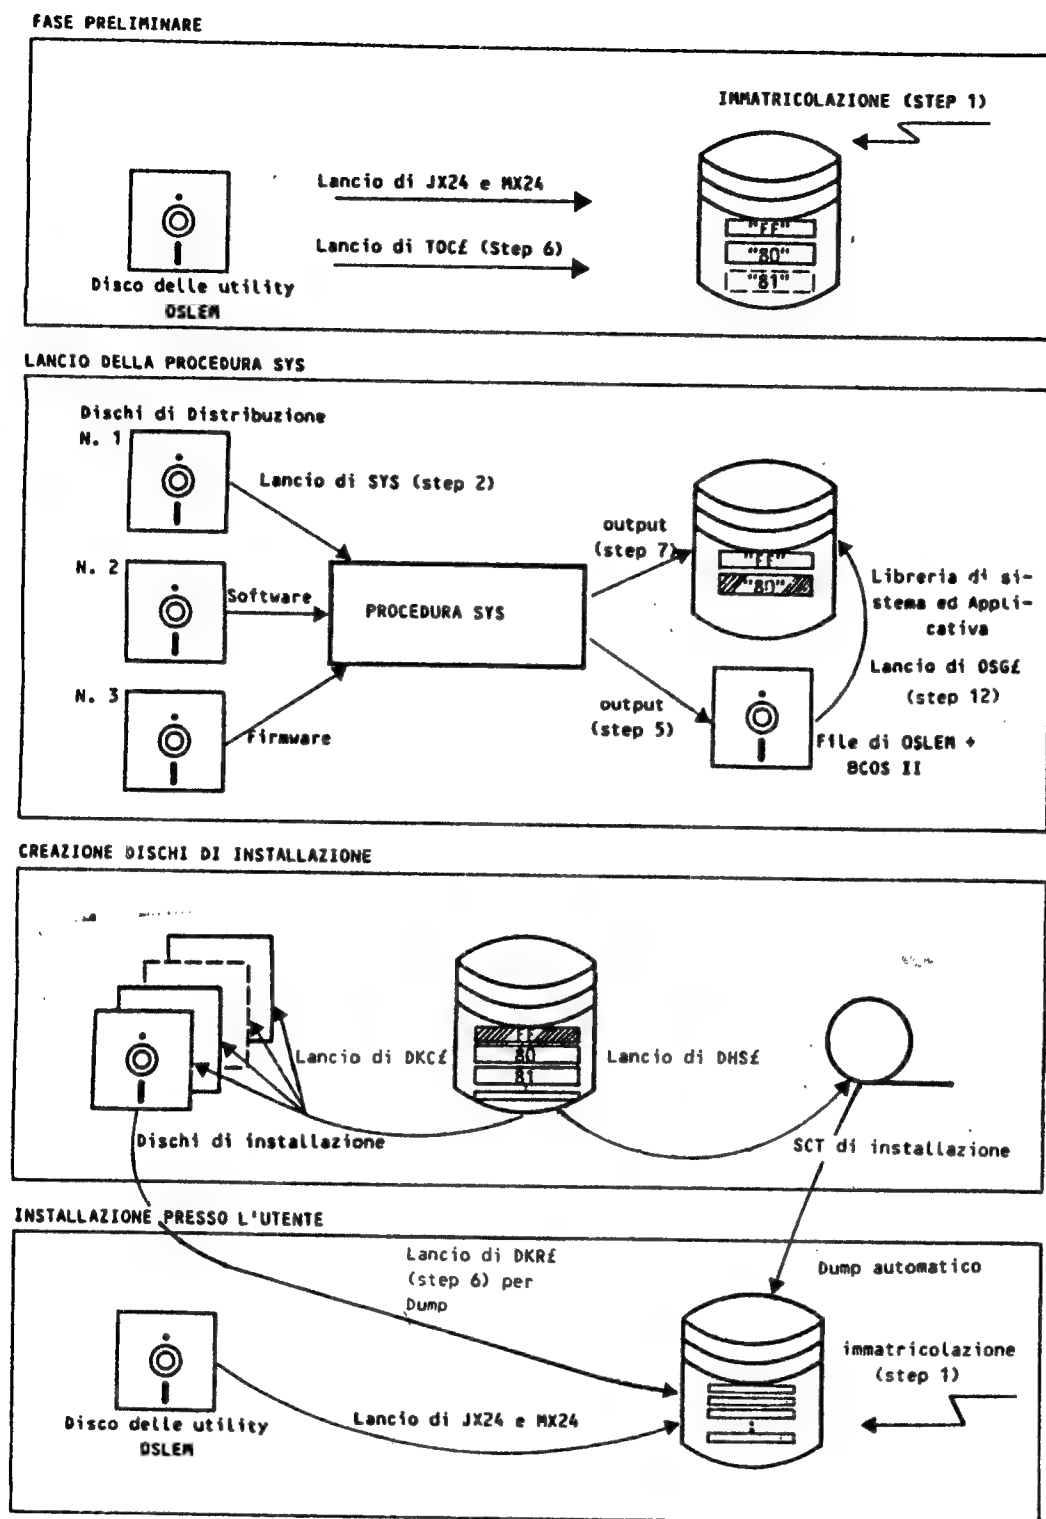 FASE PRELIMINARE
IMMATRICOLAZIONE (STEP 1)
Lancio di JX24 e MX24
Lancio di TOC£ (Step 6)
"FF"
"80"
"81"
Disco delle utility
OSLEM
LANCIO DELLA PROCEDURA SYS
Dischi di Distribuzione
N. 1
Lancio di SYS (step 2)
N. 2
Software
PROCEDURA SYS
N. 3
Firmware
output
(step 7)
"FF"
"80"
Libreria di si-
stema ed Appli-
cativa
Lancio di OSG£
(step 12)
output
(step 5)
File di OSLEM +
BCOS II
CREAZIONE DISCHI DI INSTALLAZIONE
Lancio di DKC£
FF
80
81
Lancio di DHS£
Dischi di installazione
SCT di installazione
INSTALLAZIONE PRESSO L'UTENTE
Lancio di DKR£
(step 6) per
Dump
Dump automatico
immatricolazione
(step 1)
Lancio di JX24 e MX24
Disco delle utility
OSLEM